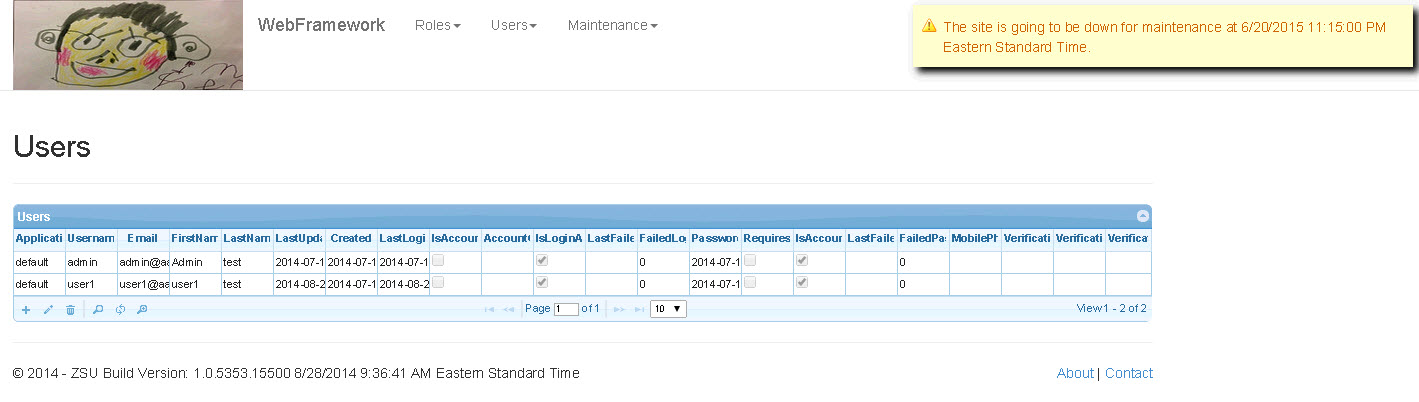 WebFramework Roles Users Maintenance
The site is going to be down for maintenance at 6/20/2015 11:15:00 PM
Eastern Standard Time.
Users
Users
Applicati Usernam Email FirstNam LastNam LastUpda Created LastLogi IsAccour Account IsLoginA LastFaile FailedLo Passwor Requires IsAccour LastFaile FailedPa MobilePh Verificati Verificati Verificat
default admin admin@aa Admin test 2014-07-1 2014-07-1 2014-07-1 0 2014-07-1 0
default user1 user1@aa user1 test 2014-08-2 2014-07-1 2014-08-2 0 2014-07-1 0
Page 1 of 1 10 View 1 - 2 of 2
© 2014 - ZSU Build Version: 1.0.5353.15500 8/28/2014 9:36:41 AM Eastern Standard Time About | Contact